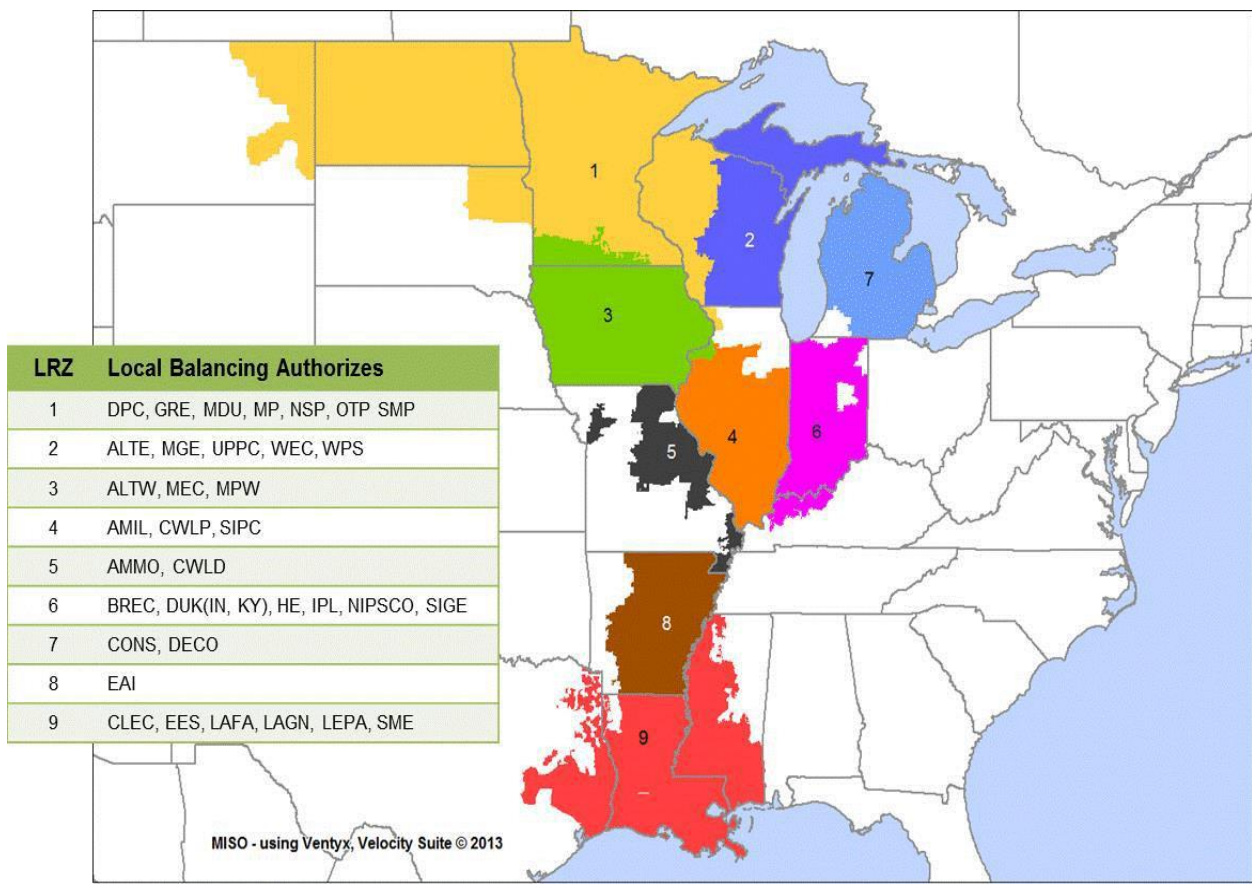 1
2
7
3
4
6
5
8
9
LRZ Local Balancing Authorizes
1 DPC, GRE, MDU, MP, NSP, OTP SMP
2 ALTE, MGE, UPPC, WEC, WPS
3 ALTW, MEC, MPW
4 AMIL, CWLP, SIPC
5 AMMO, CWLD
6 BREC, DUK(IN, KY), HE, IPL, NIPSCO, SIGE
7 CONS, DECO
8 EAI
9 CLEC, EES, LAFA, LAGN, LEPA, SME
MISO - using Ventyx, Velocity Suite © 2013